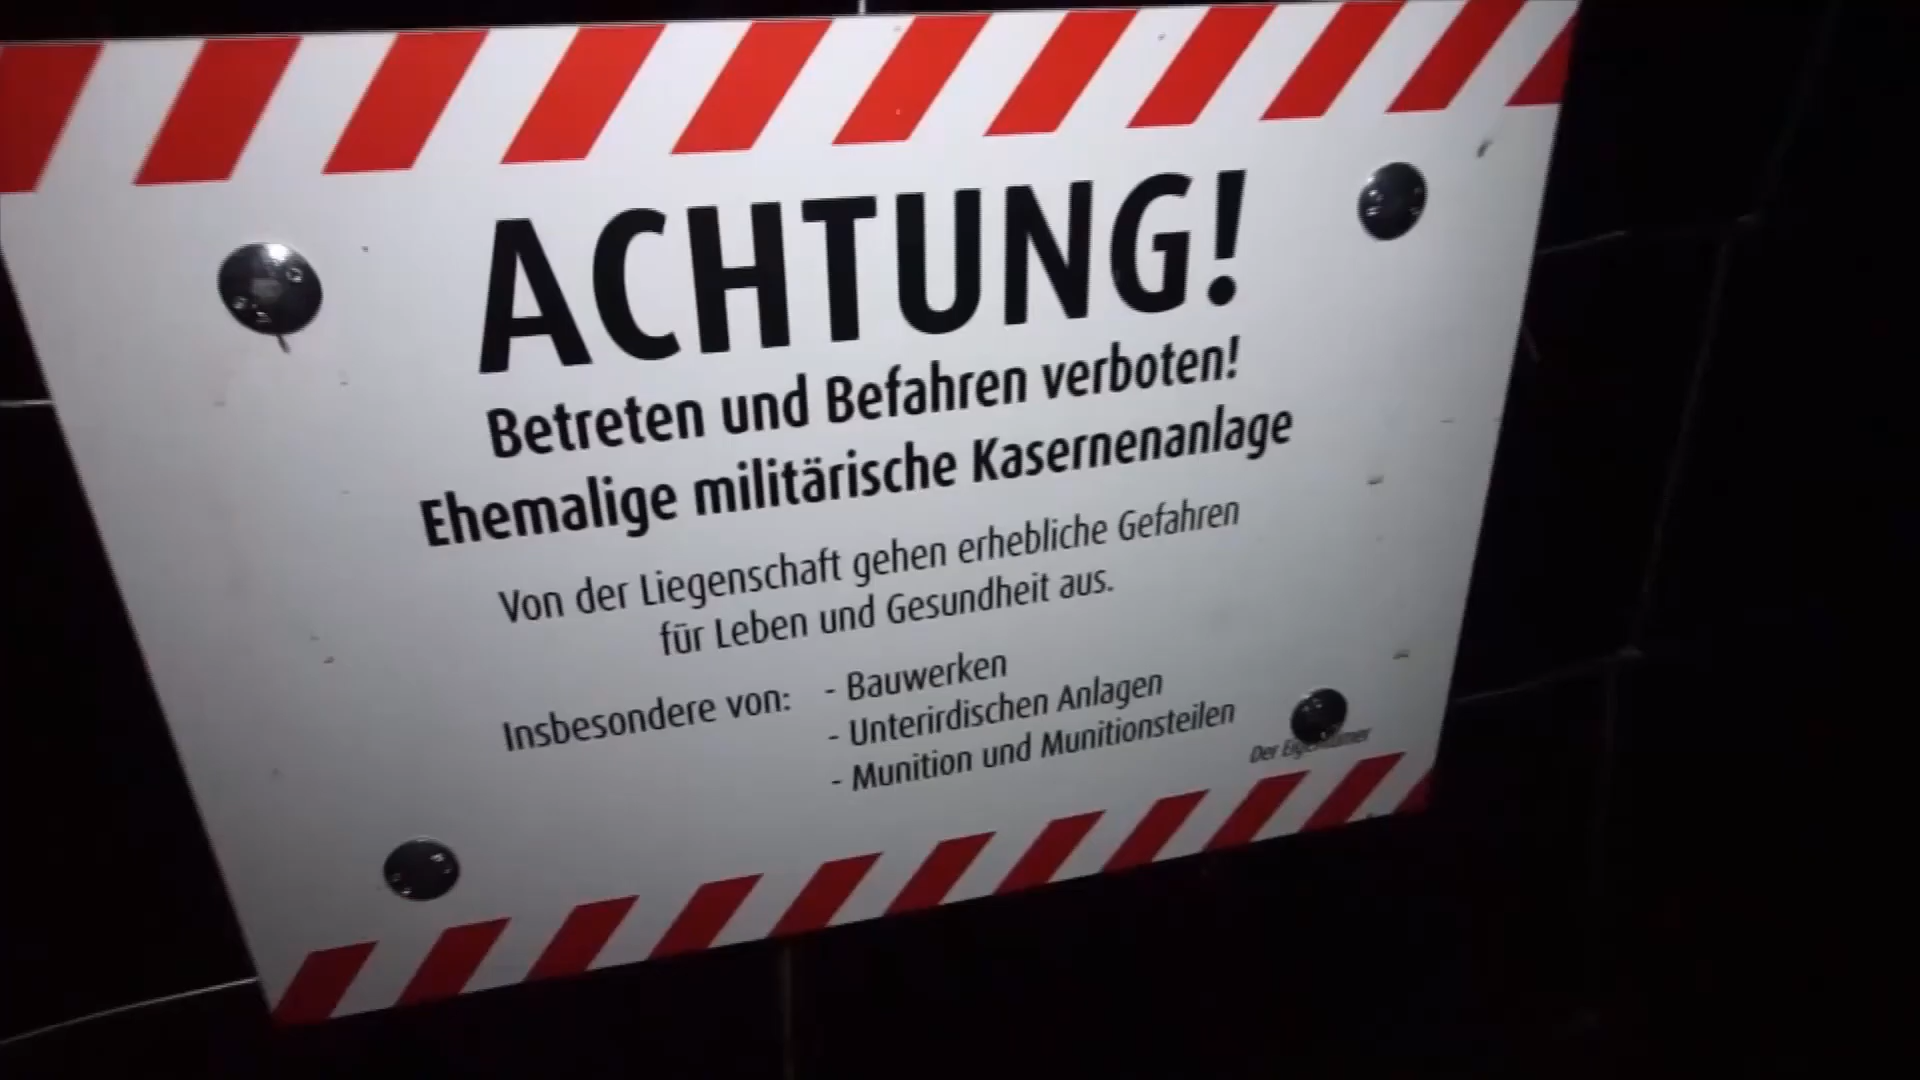 ACHTUNG!
Betreten und Befahren verboten!
Ehemalige militärische Kasernenanlage
Von der Liegenschaft gehen erhebliche Gefahren
für Leben und Gesundheit aus.
Insbesondere von: - Bauwerken
- Unterirdischen Anlagen
- Munition und Munitionsteilen
Der